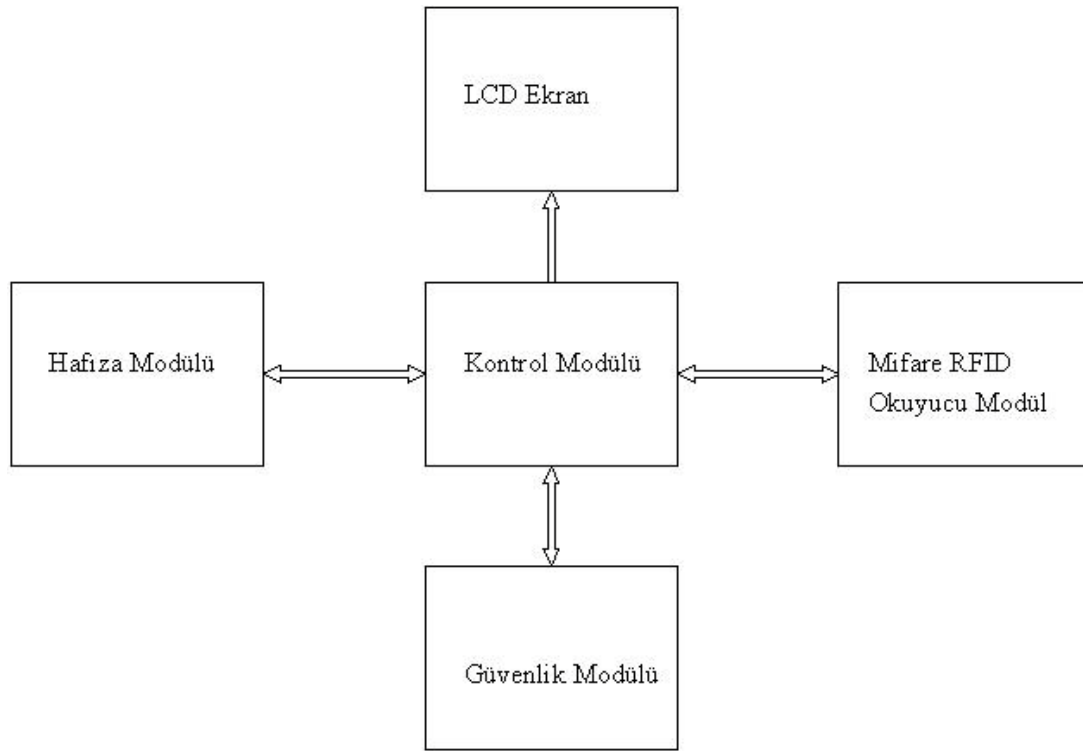 LCD Ekran
Hafıza Modülü
Kontrol Modülü
Mifare RFID
Okuyucu Modül
Güvenlik Modülü